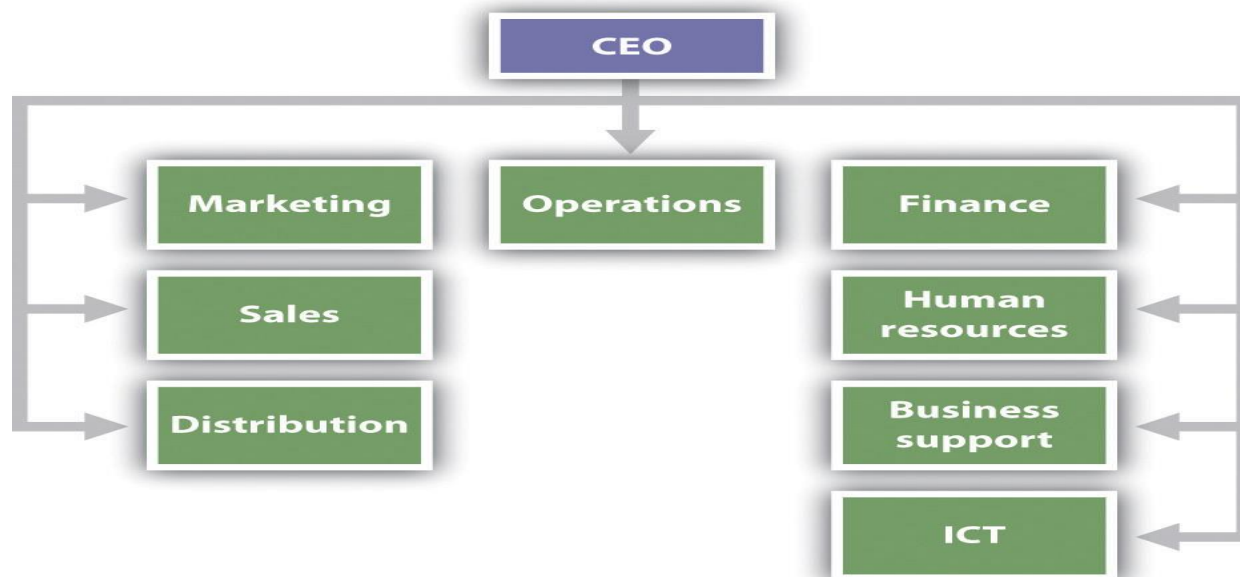 CEO
Marketing
Operations
Finance
Sales
Human
resources
Distribution
Business
support
ICT